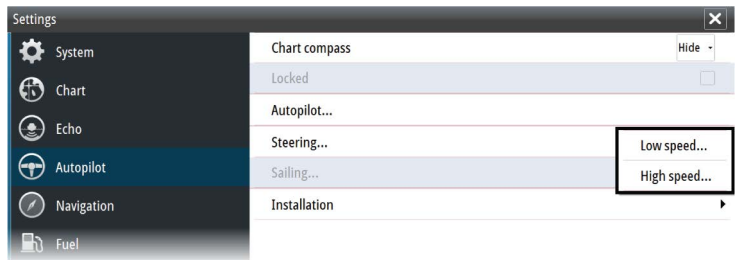 Settings
System
Chart
Echo
Autopilot
Navigation
Fuel
Chart compass
Hide
Locked
Autopilot...
Steering...
Sailing...
Installation
Low speed...
High speed...